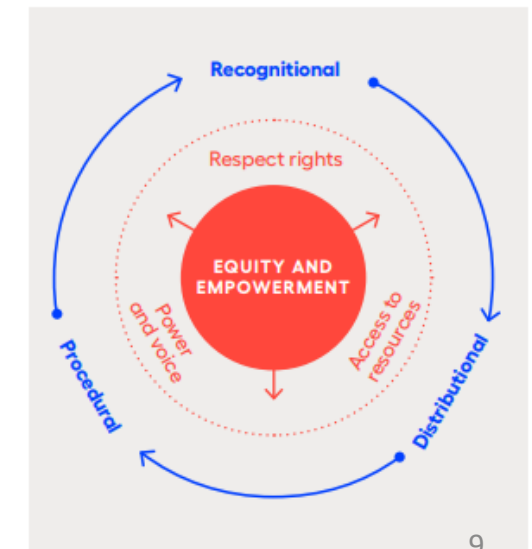 Recognitional
Respect rights
EQUITY AND
EMPOWERMENT
Power
and voice
Access to
resources
Procedural
Distributional
9